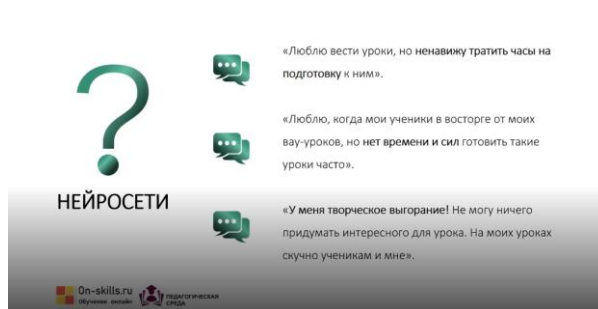 «Люблю вести уроки, но ненавижу тратить часы на
подготовку к ним».
«Люблю, когда мои ученики в восторге от моих
вау-уроков, но нет времени и сил готовить такие
уроки часто».
?
НЕЙРОСЕТИ
«У меня творческое выгорание! Не могу ничего
придумать интересного для урока. На моих уроках
скучно ученикам и мне».
On-skills.ru
Обучение онлайн
ПЕДАГОГИЧЕСКАЯ
СРЕДА